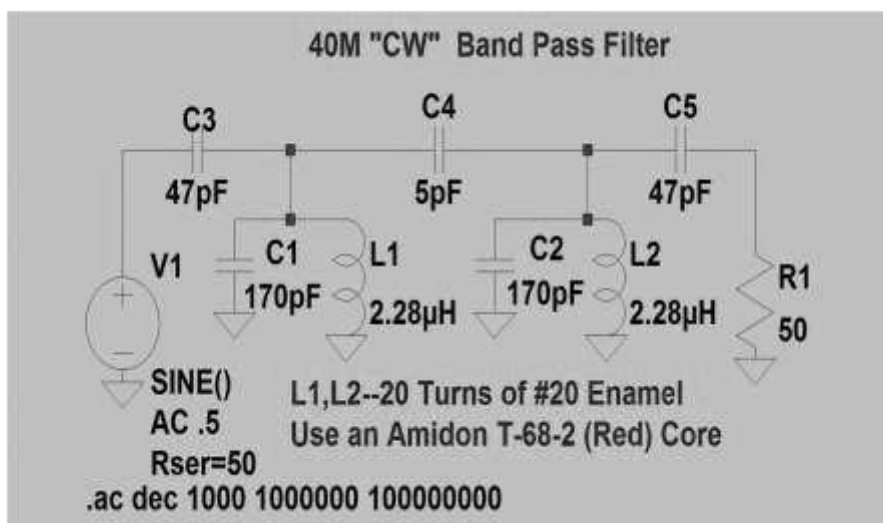 40M "CW" Band Pass Filter
C3
47pF
C4
5pF
C5
47pF
V1
C1
170pF
L1
2.28µH
C2
170pF
L2
2.28µH
R1
50
SINE()
AC .5
Rser=50
L1,L2--20 Turns of #20 Enamel
Use an Amidon T-68-2 (Red) Core
.ac dec 1000 1000000 100000000